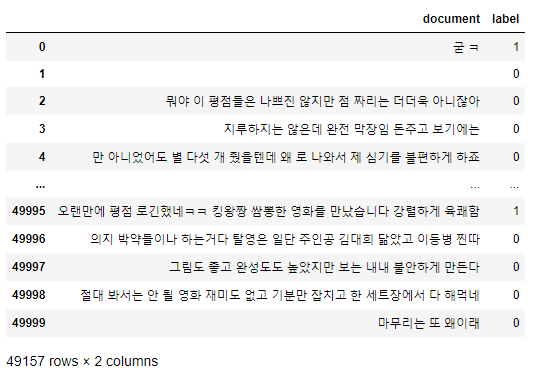 document label
0 굳 ㅋ 1
1 0
2 뭐야 이 평점들은 나쁘진 않지만 점 짜리는 더더욱 아니잖아 0
3 지루하지는 않은데 완전 막장임 돈주고 보기에는 0
4 만 아니었어도 별 다섯 개 줬을텐데 왜 로 나와서 제 심기를 불편하게 하죠 0
... ... ...
49995 오랜만에 평점 로긴했네ㅋㅋ 킹왕짱 쌈뽕한 영화를 만났습니다 강렬하게 육쾌함 1
49996 의지 박약들이나 하는거다 탈영은 일단 주인공 김대희 닮았고 이등병 찐따 0
49997 그림도 좋고 완성도도 높았지만 보는 내내 불안하게 만든다 0
49998 절대 봐서는 안 될 영화 재미도 없고 기분만 잡치고 한 세트장에서 다 해먹네 0
49999 마무리는 또 왜이래 0
49157 rows × 2 columns